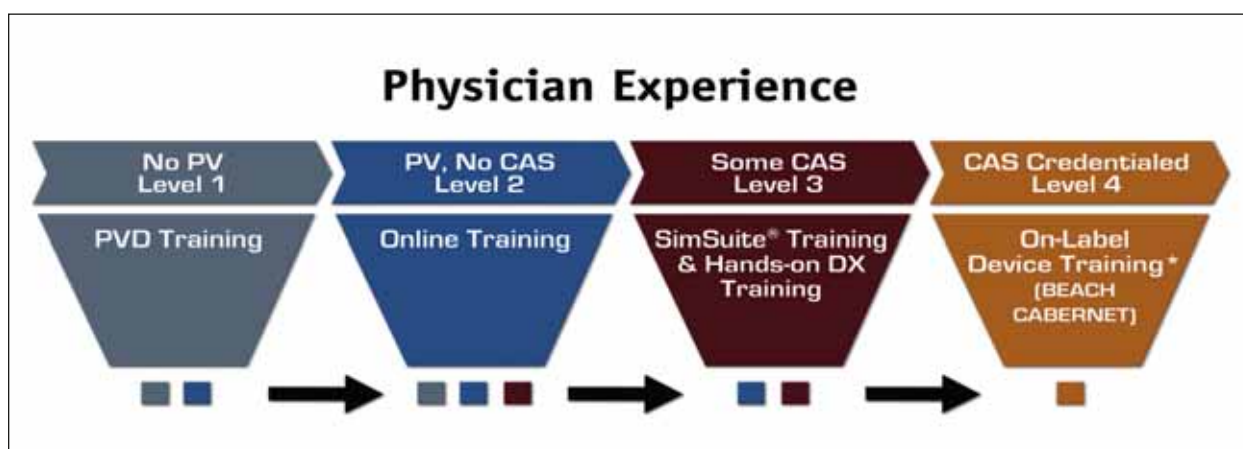 Physician Experience
No PV
Level 1
PV, No CAS
Level 2
Some CAS
Level 3
CAS Credentialed
Level 4
PVD Training
Online Training
SimSuite® Training
& Hands-on DX
Training
On-Label
Device Training*
(BEACH
CABERNET)